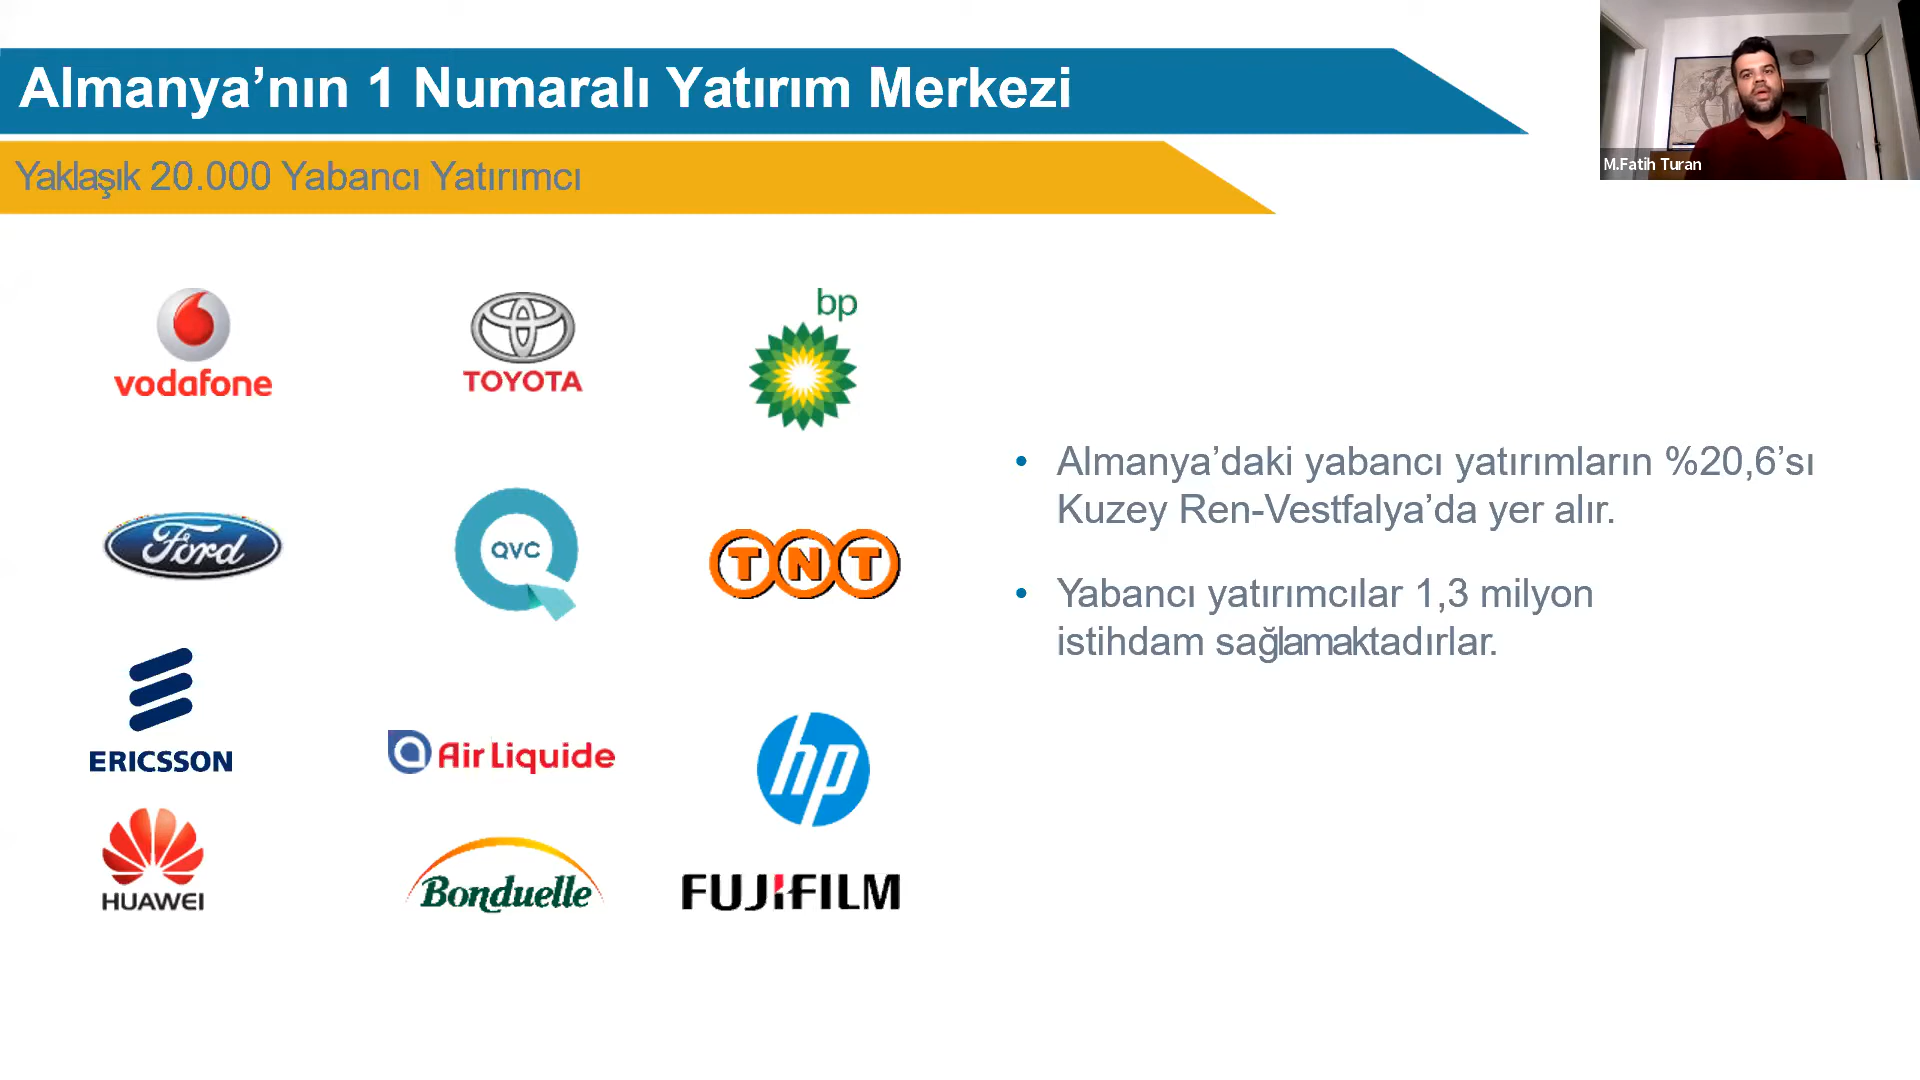 Almanya’nın 1 Numaralı Yatırım Merkezi
Yaklaşık 20.000 Yabancı Yatırımcı
M.Fatih Turan
vodafone
TOYOTA
bp
Ford
QVC
TNT
ERICSSON
Air Liquide
hp
HUAWEI
Bonduelle
FUJIFILM
• Almanya’daki yabancı yatırımların %20,6’sı
Kuzey Ren-Vestfalya’da yer alır.
• Yabancı yatırımcılar 1,3 milyon
istihdam sağlamaktadırlar.